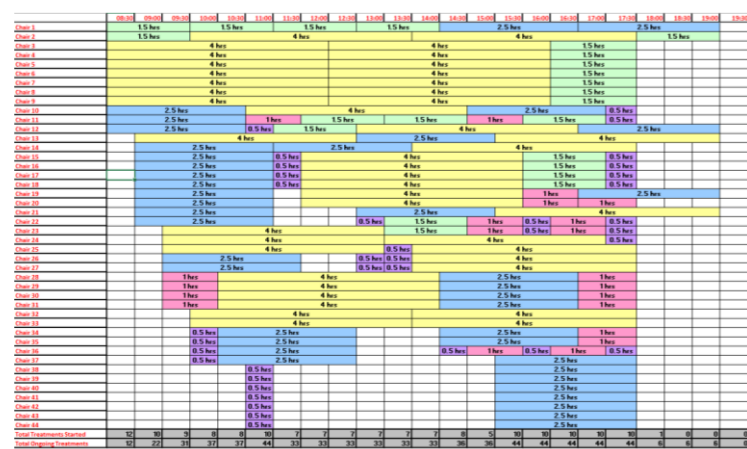 08:30 09:00 09:30 10:00 10:30 11:00 11:30 12:00 12:30 13:00 13:30 14:00 14:30 15:00 15:30 16:00 16:30 17:00 17:30 18:00 18:30 19:00 19:30
Chair 1 1.5 hrs 1.5 hrs 1.5 hrs 1.5 hrs 2.5 hrs 2.5 hrs
Chair 2 1.5 hrs 4 hrs 4 hrs 1.5 hrs
Chair 3 4 hrs 4 hrs 1.5 hrs
Chair 4 4 hrs 4 hrs 1.5 hrs
Chair 5 4 hrs 4 hrs 1.5 hrs
Chair 6 4 hrs 4 hrs 1.5 hrs
Chair 7 4 hrs 4 hrs 1.5 hrs
Chair 8 4 hrs 4 hrs 1.5 hrs
Chair 9 4 hrs 4 hrs 1.5 hrs
Chair 10 2.5 hrs 4 hrs 2.5 hrs 0.5 hrs
Chair 11 2.5 hrs 1 hrs 1.5 hrs 1.5 hrs 1 hrs 1.5 hrs 0.5 hrs
Chair 12 2.5 hrs 0.5 hrs 1.5 hrs 4 hrs 2.5 hrs
Chair 13 4 hrs 2.5 hrs 4 hrs
Chair 14 2.5 hrs 2.5 hrs 4 hrs
Chair 15 2.5 hrs 0.5 hrs 4 hrs 1.5 hrs 0.5 hrs
Chair 16 2.5 hrs 0.5 hrs 4 hrs 1.5 hrs 0.5 hrs
Chair 17 2.5 hrs 0.5 hrs 4 hrs 1.5 hrs 0.5 hrs
Chair 18 2.5 hrs 0.5 hrs 4 hrs 1.5 hrs 0.5 hrs
Chair 19 2.5 hrs 4 hrs 1 hrs 2.5 hrs
Chair 20 2.5 hrs 4 hrs 1 hrs 1 hrs
Chair 21 2.5 hrs 2.5 hrs 4 hrs
Chair 22 2.5 hrs 0.5 hrs 1.5 hrs 1 hrs 0.5 hrs 1 hrs 0.5 hrs
Chair 23 4 hrs 1.5 hrs 1 hrs 0.5 hrs 1 hrs 0.5 hrs
Chair 24 4 hrs 4 hrs 0.5 hrs
Chair 25 4 hrs 0.5 hrs 4 hrs
Chair 26 2.5 hrs 0.5 hrs 0.5 hrs 4 hrs
Chair 27 2.5 hrs 0.5 hrs 0.5 hrs 4 hrs
Chair 28 1 hrs 4 hrs 2.5 hrs 1 hrs
Chair 29 1 hrs 4 hrs 2.5 hrs 1 hrs
Chair 30 1 hrs 4 hrs 2.5 hrs 1 hrs
Chair 31 1 hrs 4 hrs 2.5 hrs 1 hrs
Chair 32 4 hrs 4 hrs
Chair 33 4 hrs 4 hrs
Chair 34 0.5 hrs 2.5 hrs 2.5 hrs 1 hrs
Chair 35 0.5 hrs 2.5 hrs 2.5 hrs 1 hrs
Chair 36 0.5 hrs 2.5 hrs 0.5 hrs 1 hrs 0.5 hrs 1 hrs 0.5 hrs
Chair 37 0.5 hrs 2.5 hrs 2.5 hrs
Chair 38 0.5 hrs 2.5 hrs
Chair 39 0.5 hrs 2.5 hrs
Chair 40 0.5 hrs 2.5 hrs
Chair 41 0.5 hrs 2.5 hrs
Chair 42 0.5 hrs 2.5 hrs
Chair 43 0.5 hrs 2.5 hrs
Chair 44 0.5 hrs 2.5 hrs
Total Treatments Started 12 10 9 8 8 10 7 7 7 7 7 7 8 5 10 10 10 10 10 1 0 0
Total Ongoing Treatments 12 22 31 37 37 44 33 33 33 33 33 33 36 36 44 44 44 44 44 6 6 6